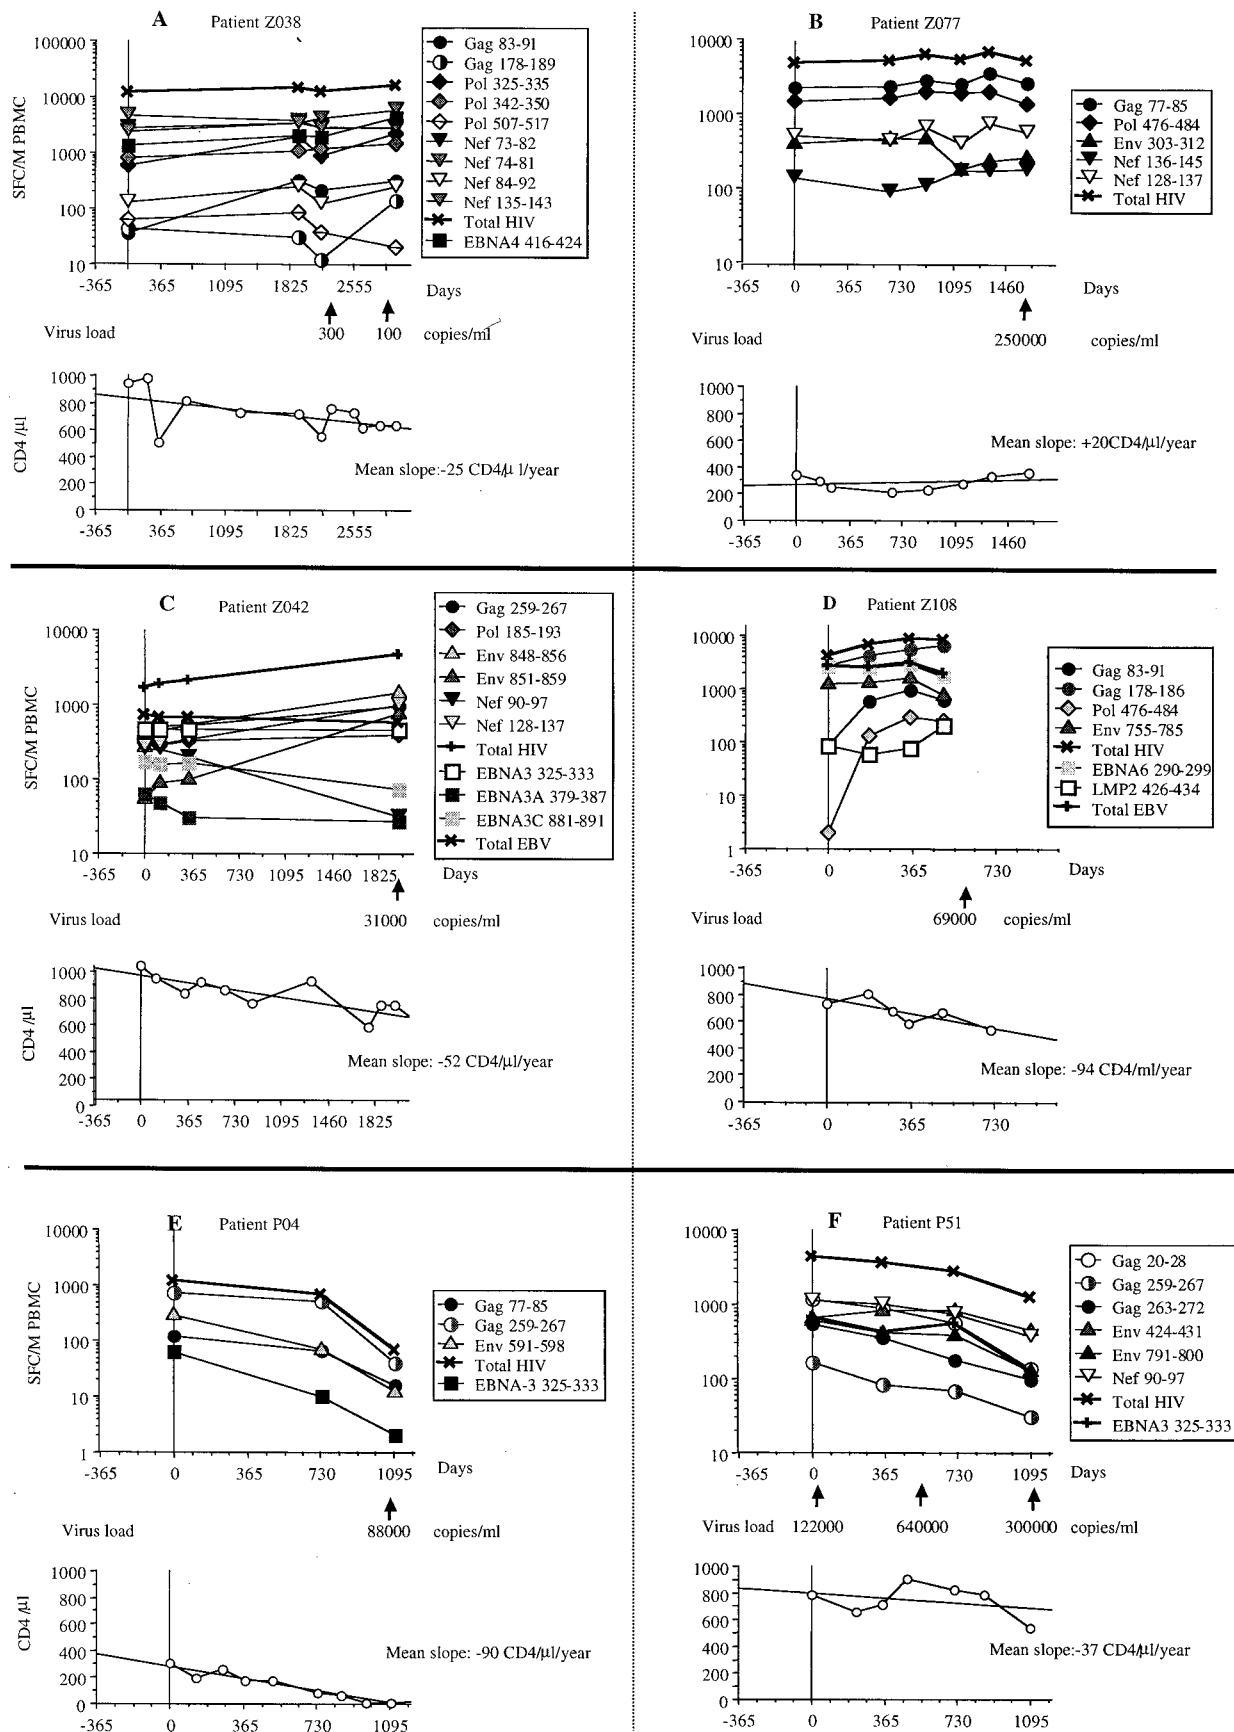 A Patient Z038
100000
10000
1000
100
10
SFC/M PBMC
Gag 83-91
Gag 178-189
Pol 325-335
Pol 342-350
Pol 507-517
Nef 73-82
Nef 74-81
Nef 84-92
Nef 135-143
Total HIV
EBNA4 416-424
-365 365 1095 1825 2555 Days
Virus load 300 100 copies/ml
1000
800
600
400
200
0
CD4 /µl
Mean slope:-25 CD4/µ l/year
-365 365 1095 1825 2555
B Patient Z077
10000
1000
100
10
Gag 77-85
Pol 476-484
Env 303-312
Nef 136-145
Nef 128-137
Total HIV
-365 0 365 730 1095 1460 Days
Virus load 250000 copies/ml
1000
800
600
400
200
0
Mean slope: +20CD4/µl/year
-365 0 365 730 1095 1460
C Patient Z042
10000
1000
100
10
SFC/M PBMC
Gag 259-267
Pol 185-193
Env 848-856
Env 851-859
Nef 90-97
Nef 128-137
Total HIV
EBNA3 325-333
EBNA3A 379-387
EBNA3C 881-891
Total EBV
-365 0 365 730 1095 1460 1825 Days
Virus load 31000 copies/ml
1000
800
600
400
200
0
CD4 /µl
Mean slope: -52 CD4/µl/year
-365 0 365 730 1095 1460 1825
D Patient Z108
10000
1000
100
10
1
Gag 83-91
Gag 178-186
Pol 476-484
Env 755-785
Total HIV
EBNA6 290-299
LMP2 426-434
Total EBV
-365 0 365 730 Days
Virus load 69000 copies/ml
1000
800
600
400
200
0
Mean slope: -94 CD4/ml/year
-365 0 365 730
E Patient P04
10000
1000
100
10
1
SFC/M PBMC
Gag 77-85
Gag 259-267
Env 591-598
Total HIV
EBNA-3 325-333
-365 0 365 730 1095 Days
Virus load 88000 copies/ml
1000
800
600
400
200
0
CD4 /µl
Mean slope: -90 CD4/µl/year
-365 0 365 730 1095
F Patient P51
10000
1000
100
10
Gag 20-28
Gag 259-267
Gag 263-272
Env 424-431
Env 791-800
Nef 90-97
Total HIV
EBNA3 325-333
-365 0 365 730 1095 Days
Virus load 122000 640000 300000 copies/ml
1000
800
600
400
200
0
Mean slope:-37 CD4/µl/year
-365 0 365 730 1095